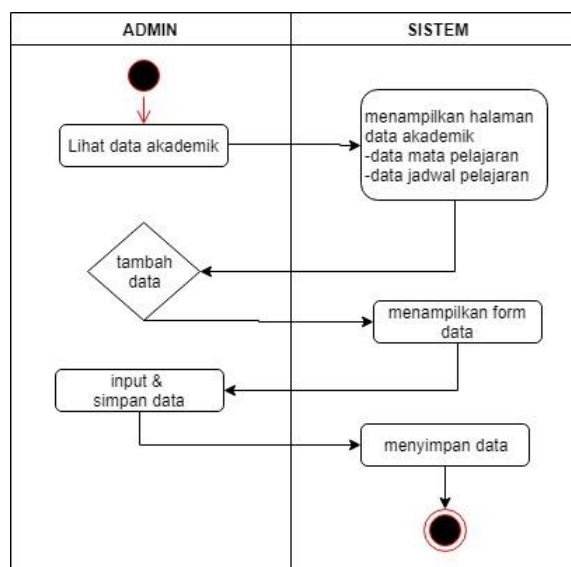 ADMIN
SISTEM
Lihat data akademik
menampilkan halaman
data akademik
-data mata pelajaran
-data jadwal pelajaran
tambah
data
menampilkan form
data
input &
simpan data
menyimpan data